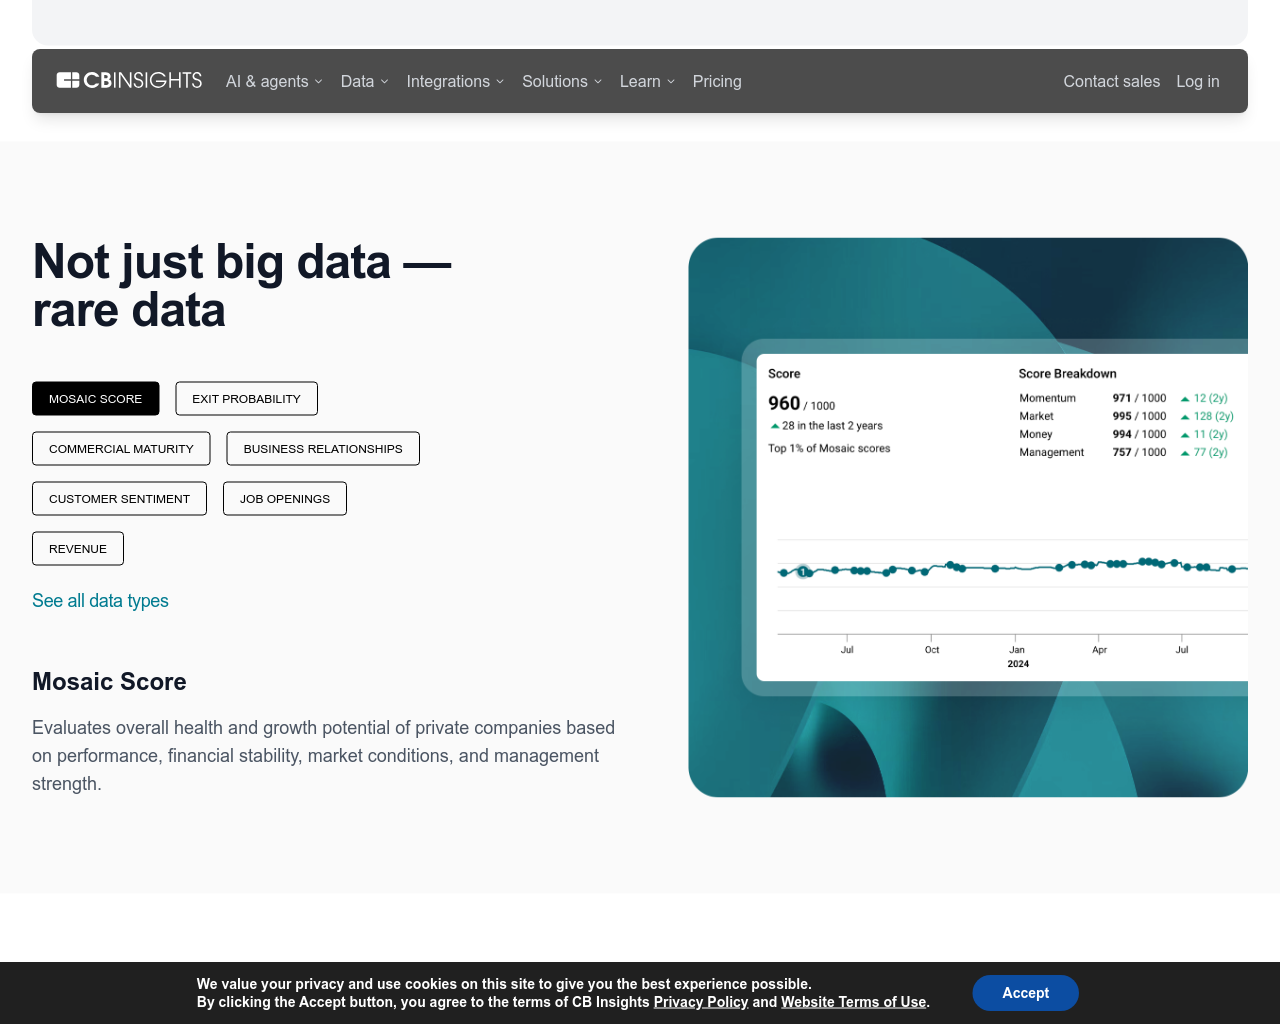 CBINSIGHTS AI & agents Data Integrations Solutions Learn Pricing Contact sales Log in
Not just big data —
rare data
MOSAIC SCORE EXIT PROBABILITY
COMMERCIAL MATURITY BUSINESS RELATIONSHIPS
CUSTOMER SENTIMENT JOB OPENINGS
REVENUE
See all data types
Mosaic Score
Evaluates overall health and growth potential of private companies based
on performance, financial stability, market conditions, and management
strength.
Score
960 / 1000
28 in the last 2 years
Top 1% of Mosaic scores
Score Breakdown
Momentum 971 / 1000 12 (2y)
Market 995 / 1000 128 (2y)
Money 994 / 1000 11 (2y)
Management 757 / 1000 77 (2y)
1
Jul Oct Jan Apr Jul
2024
We value your privacy and use cookies on this site to give you the best experience possible.
By clicking the Accept button, you agree to the terms of CB Insights Privacy Policy and Website Terms of Use.
Accept